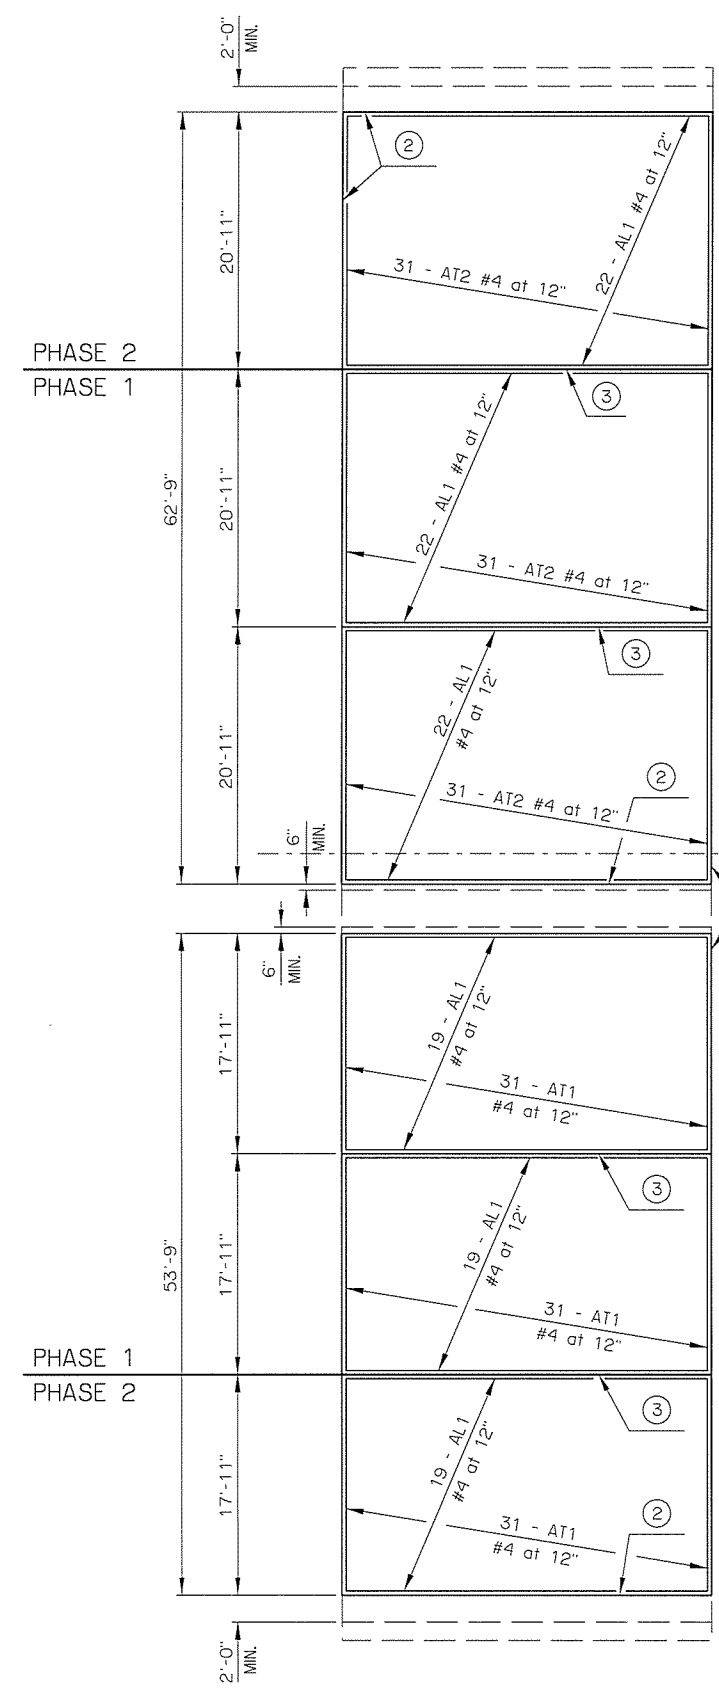 2'-0"
MIN.
2
20'-11"
22 - AL1 #4 at 12"
31 - AT2 #4 at 12"
PHASE 2
PHASE 1
3
62'-9"
20'-11"
22 - AL1 #4 at 12"
31 - AT2 #4 at 12"
3
20'-11"
22 - AL1
#4 at 12"
2
31 - AT2 #4 at 12"
6"
MIN.
6"
MIN.
17'-11"
19 - AL1
#4 at 12"
31 - AT1
#4 at 12"
3
53'-9"
17'-11"
19 - AL1
#4 at 12"
31 - AT1
#4 at 12"
PHASE 1
PHASE 2
3
17'-11"
19 - AL1
#4 at 12"
2
31 - AT1
#4 at 12"
2'-0"
MIN.